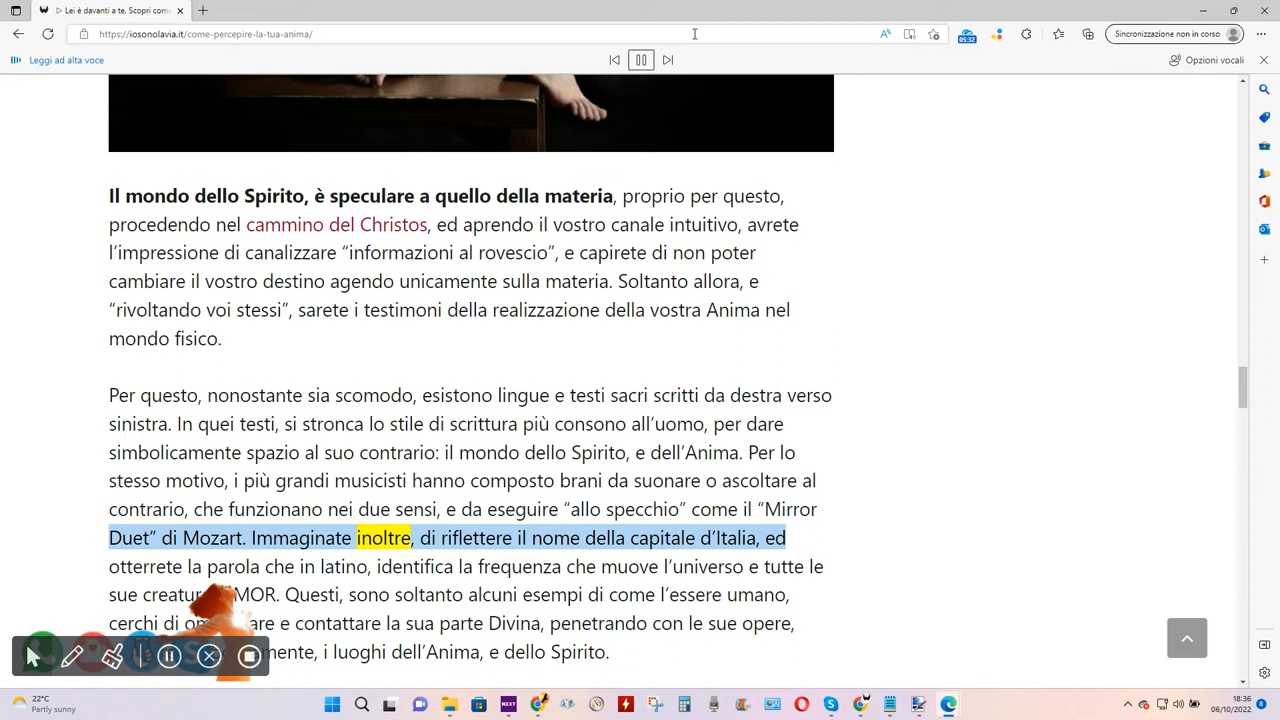 ▷ Lei è davanti a te. Scopri com
https://iosonolavia.it/come-percepire-la-tua-anima/
05:32
Sincronizzazione non in corso
Leggi ad alta voce
Opzioni vocali
Il mondo dello Spirito, è speculare a quello della materia, proprio per questo,
procedendo nel cammino del Christos, ed aprendo il vostro canale intuitivo, avrete
l’impressione di canalizzare “informazioni al rovescio”, e capirete di non poter
cambiare il vostro destino agendo unicamente sulla materia. Soltanto allora, e
“rivoltando voi stessi”, sarete i testimoni della realizzazione della vostra Anima nel
mondo fisico.
Per questo, nonostante sia scomodo, esistono lingue e testi sacri scritti da destra verso
sinistra. In quei testi, si stronca lo stile di scrittura più consono all’uomo, per dare
simbolicamente spazio al suo contrario: il mondo dello Spirito, e dell’Anima. Per lo
stesso motivo, i più grandi musicisti hanno composto brani da suonare o ascoltare al
contrario, che funzionano nei due sensi, e da eseguire “allo specchio” come il “Mirror
Duet” di Mozart. Immaginate inoltre, di riflettere il nome della capitale d’Italia, ed
otterrete la parola che in latino, identifica la frequenza che muove l’universo e tutte le
sue MOR. Questi, sono soltanto alcuni esempi di come l’essere umano,
cerchi di e contattare la sua parte Divina, penetrando con le sue opere,
mente, i luoghi dell’Anima, e dello Spirito.
22°C
Partly sunny
NEXT
18:36
06/10/2022